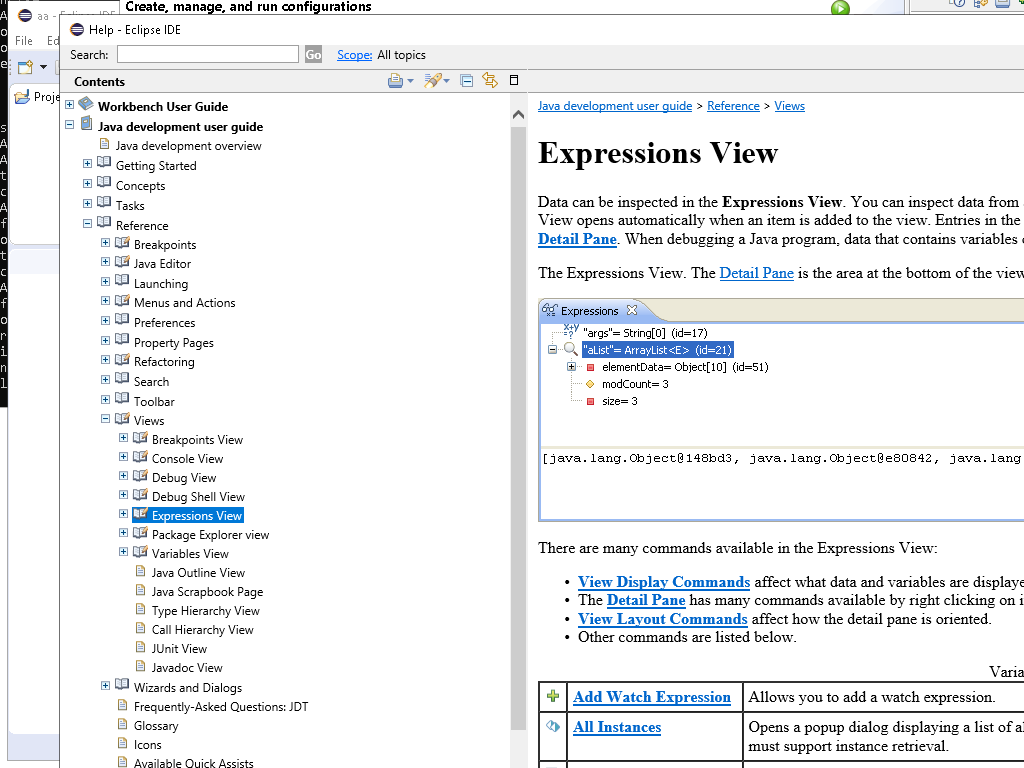 Create, manage, and run configurations
aa - Eclipse IDE
File Ed
Proje
Help - Eclipse IDE
Search:
Go
Scope: All topics
Contents
Workbench User Guide
Java development user guide
Java development overview
Getting Started
Concepts
Tasks
Reference
Breakpoints
Java Editor
Launching
Menus and Actions
Preferences
Property Pages
Refactoring
Search
Toolbar
Views
Breakpoints View
Console View
Debug View
Debug Shell View
Expressions View
Package Explorer view
Variables View
Java Outline View
Java Scrapbook Page
Type Hierarchy View
Call Hierarchy View
JUnit View
Javadoc View
Wizards and Dialogs
Frequently-Asked Questions: JDT
Glossary
Icons
Available Quick Assists
Java development user guide > Reference > Views
Expressions View
Data can be inspected in the Expressions View. You can inspect data from
View opens automatically when an item is added to the view. Entries in the
Detail Pane. When debugging a Java program, data that contains variables
The Expressions View. The Detail Pane is the area at the bottom of the view
Expressions
"args"= String[0] (id=17)
"aList"= ArrayList<E> (id=21)
elementData= Object[10] (id=51)
modCount= 3
size= 3
[java.lang.Object@148bd3, java.lang.Object@e80842, java.lang
There are many commands available in the Expressions View:
• View Display Commands affect what data and variables are displaye
• The Detail Pane has many commands available by right clicking on i
• View Layout Commands affect how the detail pane is oriented.
• Other commands are listed below.
Varia
Add Watch Expression Allows you to add a watch expression.
All Instances Opens a popup dialog displaying a list of al
must support instance retrieval.